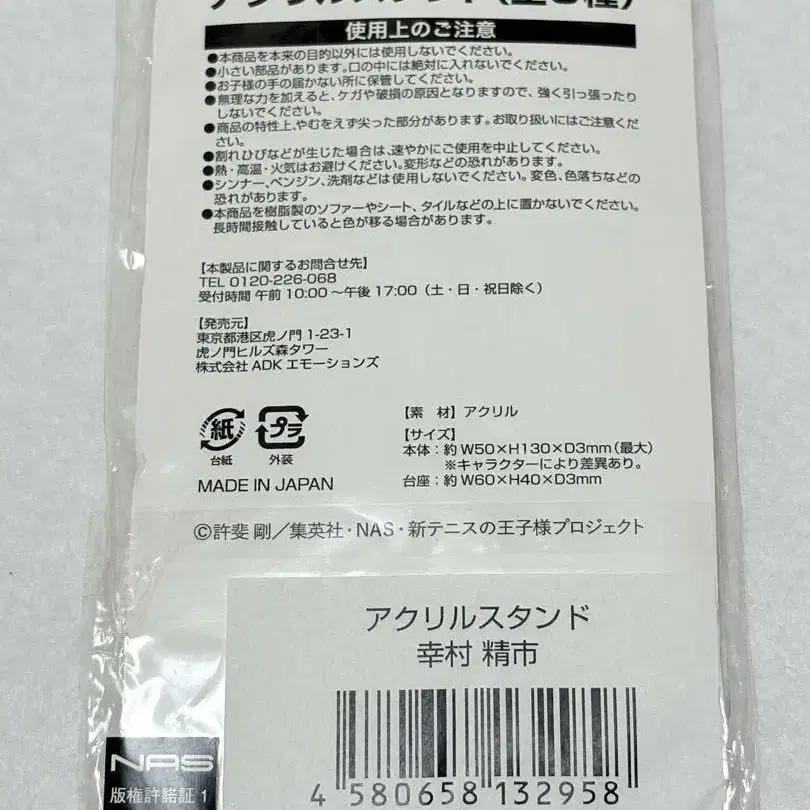 アクリルスタンド(全8種)
使用上のご注意
●本商品を本来の目的以外には使用しないでください。
●小さい部品があります。口の中には絶対に入れないでください。
●お子様の手の届かない所に保管してください。
●無理な力を加えると、ケガや破損の原因となりますので、強く引っ張ったり
しないでください。
●商品の特性上、やむをえず尖った部分があります。お取り扱いにはご注意くだ
さい。
●割れひびなどが生じた場合は、速やかにご使用を中止してください。
●熱・高温・火気はお避けください。変形などの恐れがあります。
●シンナー、ベンジン、洗剤などは使用しないでください。変色、色落ちなどの
恐れがあります。
●本商品を樹脂製のソファーやシート、タイルなどの上に置かないでください。
長時間接触していると色が移る場合があります。
【本製品に関するお問合せ先】
TEL 0120-226-068
受付時間 午前 10:00 〜午後 17:00 (土・日・祝日除く)
【発売元】
東京都港区虎ノ門 1-23-1
虎ノ門ヒルズ森タワー
株式会社 ADK エモーションズ
紙
台紙
プラ
外装
MADE IN JAPAN
【素 材】アクリル
【サイズ】
本体:約 W50×H130×D3mm(最大)
※キャラクターにより差異あり。
台座:約 W60×H40×D3mm
©許斐 剛/集英社・NAS・新テニスの王子様プロジェクト
アクリルスタンド
幸村 精市
4 580658 132958
NAS
版権許諾証 1